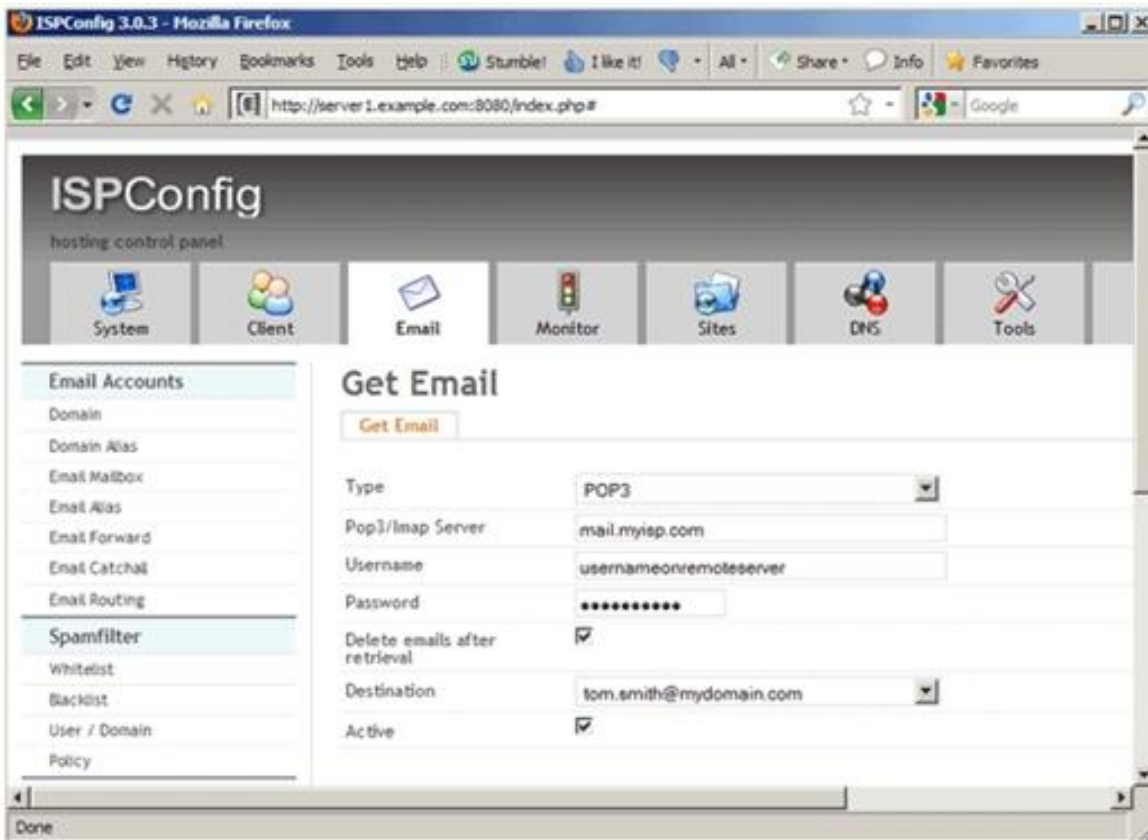 ISPConfig 3.0.3 - Mozilla Firefox
File Edit View History Bookmarks Tools Help Stumble! I like it! All Share Info Favorites
http://server1.example.com:8080/index.php#
Google
ISPConfig
hosting control panel
System Client Email Monitor Sites DNS Tools
Email Accounts
Domain
Domain Alias
Email Mailbox
Email Alias
Email Forward
Email Catchall
Email Routing
Spamfilter
Whitelist
Blacklist
User / Domain
Policy
Get Email
Get Email
Type POP3
Pop3/Imap Server mail.myisp.com
Username usernameonremoteserver
Password ••••••••••
Delete emails after
retrieval
Destination tom.smith@mydomain.com
Active
Done